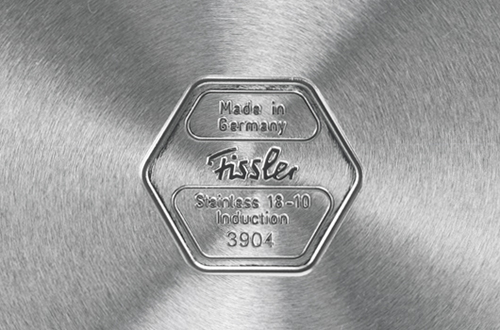 Made in
Germany
Fissler
Stainless 18-10
Induction
3904